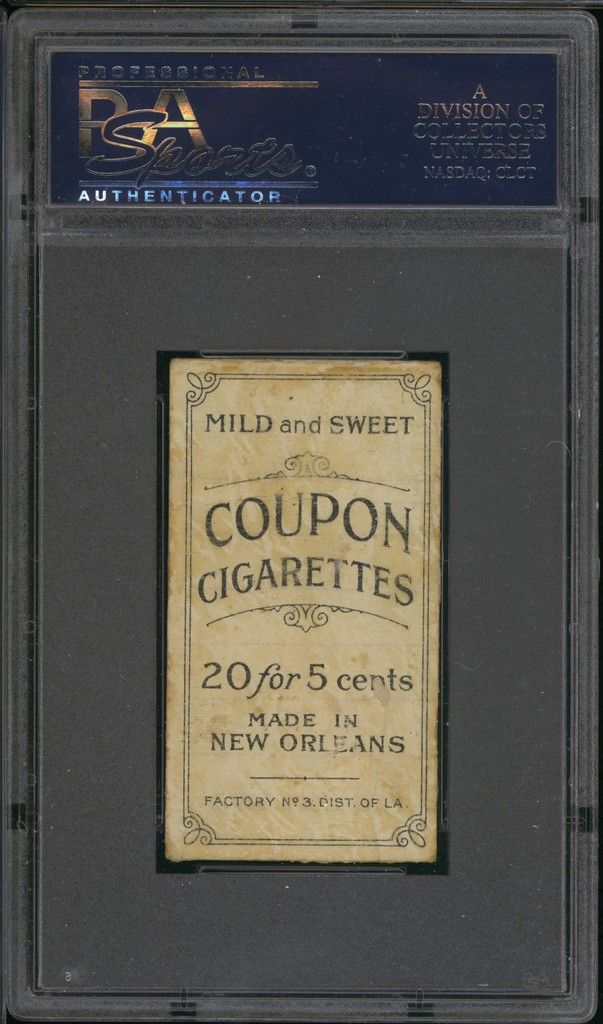 PROFESSIONAL
PSA
Sports®
AUTHENTICATOR
A
DIVISION OF
COLLECTORS
UNIVERSE
NASDAQ: CLCT
MILD and SWEET
COUPON
CIGARETTES
20 for 5 cents
MADE IN
NEW ORLEANS
FACTORY Nº 3. DIST. OF LA.